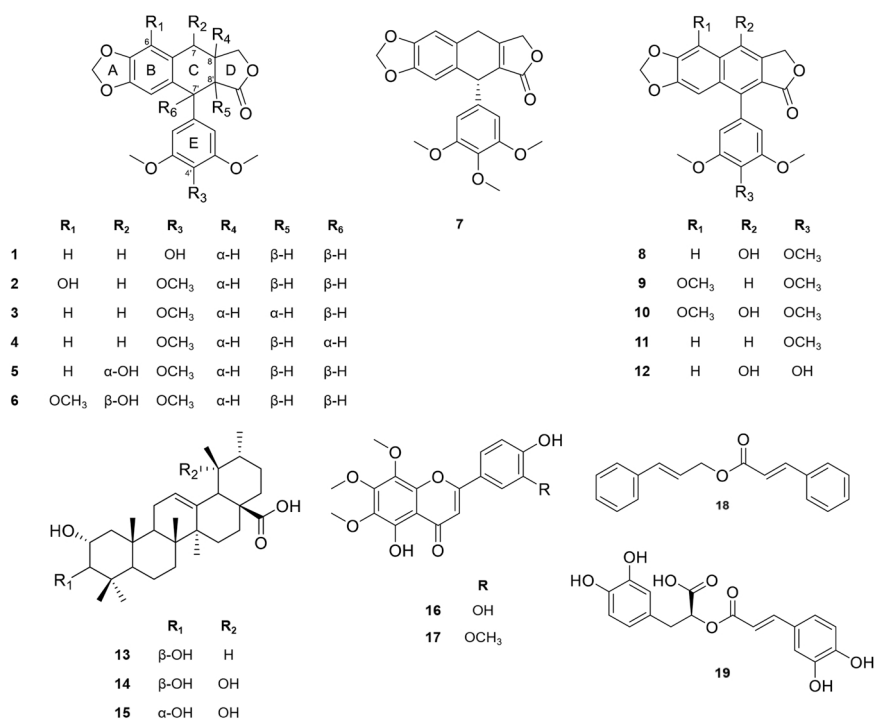 R₁ R₂ R₄
6 7 8
O A B C D O
O 8' O
7' R₆ R₅
E
O 4' O
R₃
O O
O O
O O
O
R₁ R₂
O O
O O
O O
R₃
R₁ R₂ R₃ R₄ R₅ R₆
1 H H OH α-H β-H β-H
2 OH H OCH₃ α-H β-H β-H
3 H H OCH₃ α-H α-H β-H
4 H H OCH₃ α-H β-H α-H
5 H α-OH OCH₃ α-H β-H β-H
6 OCH₃ β-OH OCH₃ α-H β-H β-H
7
R₁ R₂ R₃
8 H OH OCH₃
9 OCH₃ H OCH₃
10 OCH₃ OH OCH₃
11 H H OCH₃
12 H OH OH
R₂
HO
OH
O
R₁
R₁ R₂
13 β-OH H
14 β-OH OH
15 α-OH OH
OH
O
O O R
O
OH O
R
16 OH
17 OCH₃
O
O
18
OH
HO HO O O
O
OH
OH
19